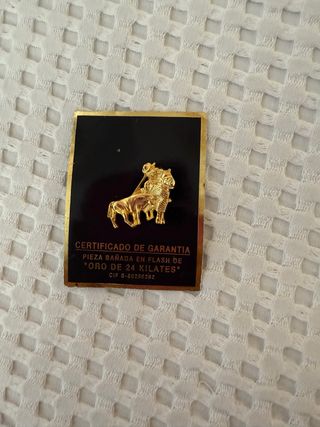 CERTIFICADO DE GARANTIA
PIEZA BAÑADA EN FLASH DE
"ORO DE 24 KILATES"
CIF B-